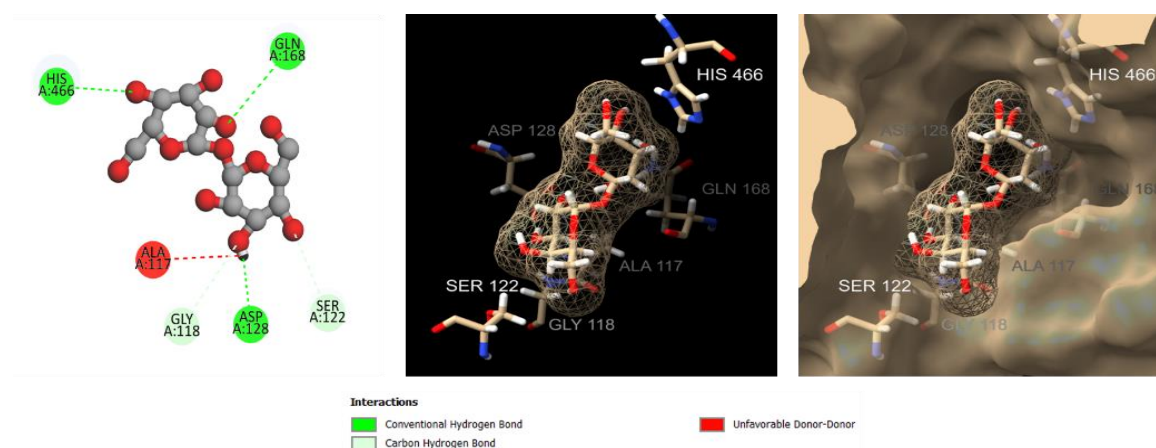 GLN
A:168
HIS
A:466
ALA
A:117
GLY
A:118
ASP
A:128
SER
A:122
HIS 466
ASP 128
GLN 168
ALA 117
SER 122
GLY 118
HIS 466
ASP 128
GLN 168
ALA 117
SER 122
GLY 118
Interactions
Conventional Hydrogen Bond
Carbon Hydrogen Bond
Unfavorable Donor-Donor